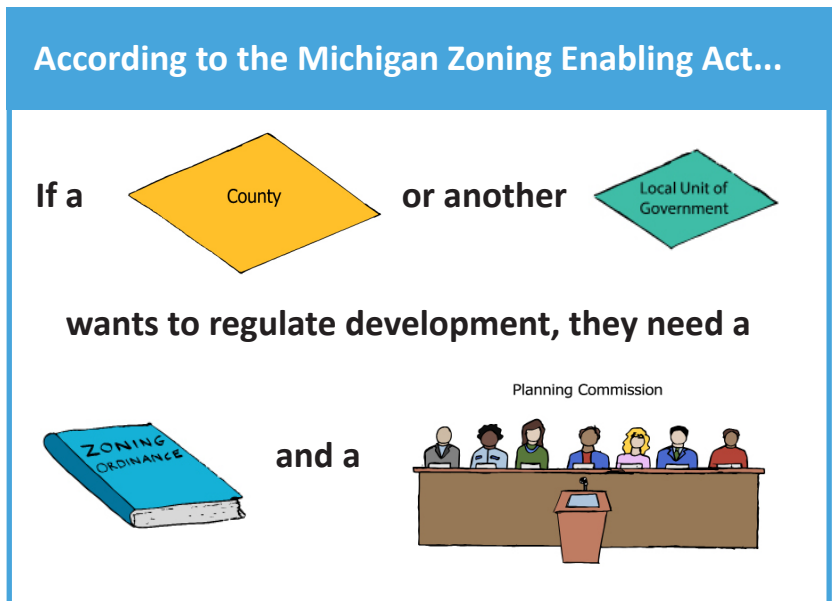 According to the Michigan Zoning Enabling Act...
If a
County
or another
Local Unit of
Government
wants to regulate development, they need a
ZONING
ORDINANCE
and a
Planning Commission